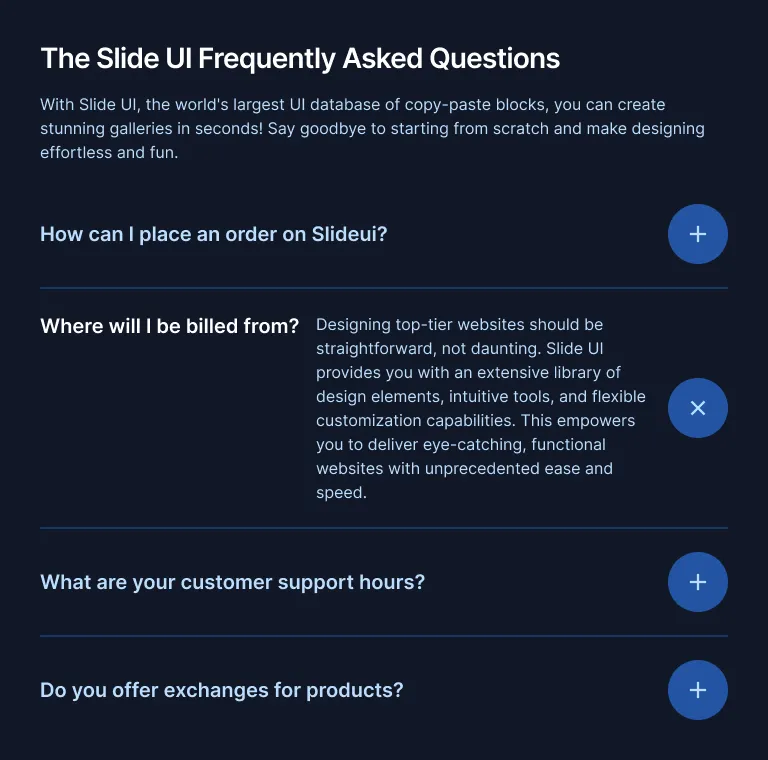 The Slide UI Frequently Asked Questions
With Slide UI, the world's largest UI database of copy-paste blocks, you can create
stunning galleries in seconds! Say goodbye to starting from scratch and make designing
effortless and fun.
How can I place an order on Slideui?
Where will I be billed from?
Designing top-tier websites should be
straightforward, not daunting. Slide UI
provides you with an extensive library of
design elements, intuitive tools, and flexible
customization capabilities. This empowers
you to deliver eye-catching, functional
websites with unprecedented ease and
speed.
What are your customer support hours?
Do you offer exchanges for products?